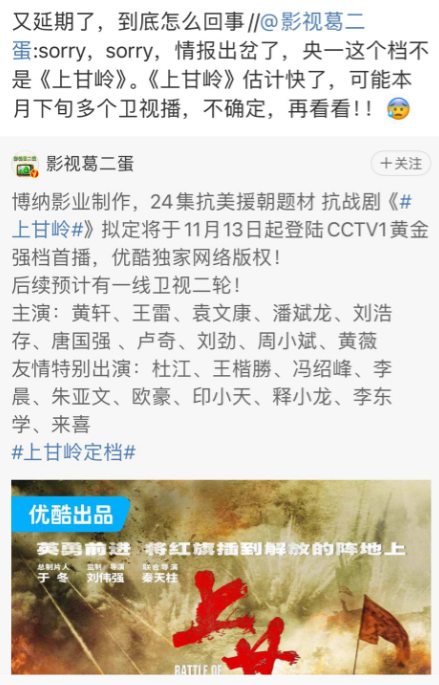 又延期了，到底怎么回事//@影视葛二
蛋:sorry，sorry，情报出岔了，央一这个档不
是《上甘岭》。《上甘岭》估计快了，可能本
月下旬多个卫视播，不确定，再看看！！😰
影视葛二蛋
+关注
博纳影业制作，24集抗美援朝题材 抗战剧《#
上甘岭#》拟定将于11月13日起登陆CCTV1黄金
强档首播，优酷独家网络版权！
后续预计有一线卫视二轮！
主演：黄轩、王雷、袁文康、潘斌龙、刘浩
存、唐国强 、卢奇、刘劲、周小斌、黄薇
友情特别出演：杜江、王楷勝、冯绍峰、李
晨、朱亚文、欧豪、印小天、释小龙、李东
学、来喜
#上甘岭定档#
优酷出品
英勇前进 将红旗插到解放的阵地上
总制片人 监制/导演 联合导演
于 冬 刘伟强 秦天柱
上甘
BATTLE OF